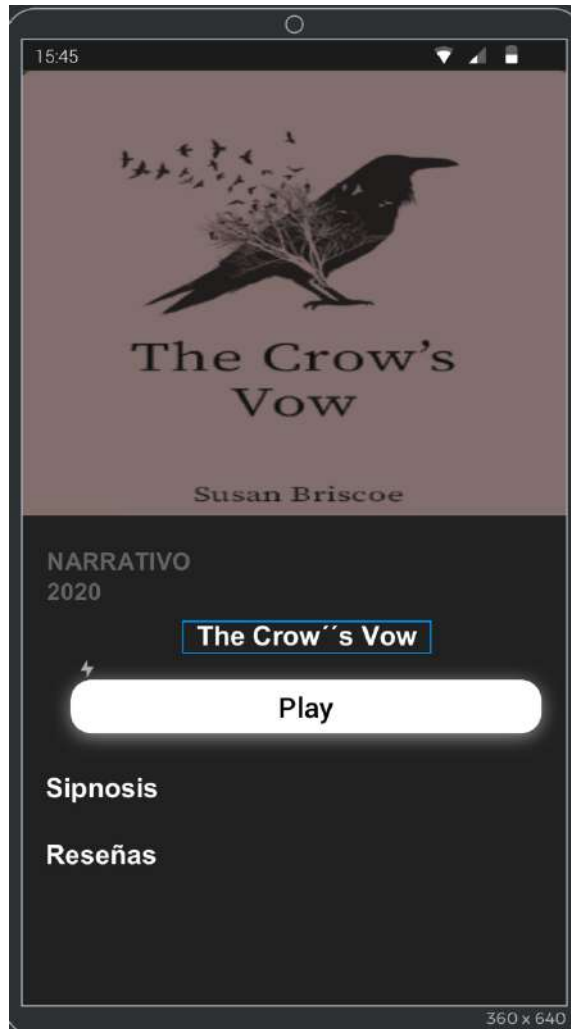 15:45
The Crow's
Vow
Susan Briscoe
NARRATIVO
2020
The Crow´´s Vow
Play
Sipnosis
Reseñas
360 x 640